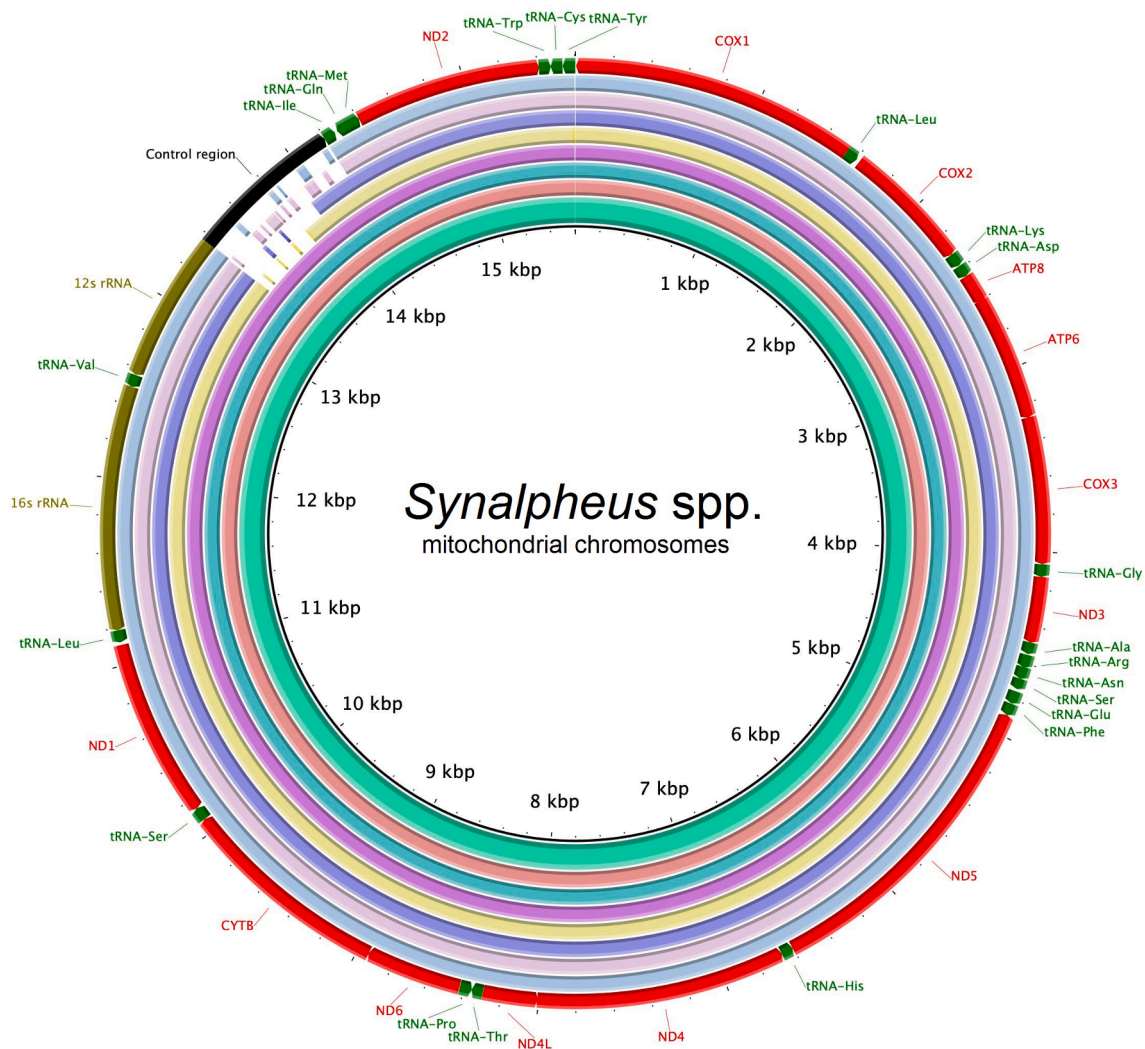 tRNA-Trp
tRNA-Cys
tRNA-Tyr
COX1
tRNA-Leu
COX2
tRNA-Lys
tRNA-Asp
ATP8
ATP6
COX3
tRNA-Gly
ND3
tRNA-Ala
tRNA-Arg
tRNA-Asn
tRNA-Ser
tRNA-Glu
tRNA-Phe
ND5
tRNA-His
ND4
ND4L
tRNA-Thr
tRNA-Pro
ND6
CYTB
tRNA-Ser
ND1
tRNA-Leu
16s rRNA
tRNA-Val
12s rRNA
Control region
tRNA-Ile
tRNA-Gln
tRNA-Met
ND2
1 kbp
2 kbp
3 kbp
4 kbp
5 kbp
6 kbp
7 kbp
8 kbp
9 kbp
10 kbp
11 kbp
12 kbp
13 kbp
14 kbp
15 kbp
Synalpheus spp.
mitochondrial chromosomes